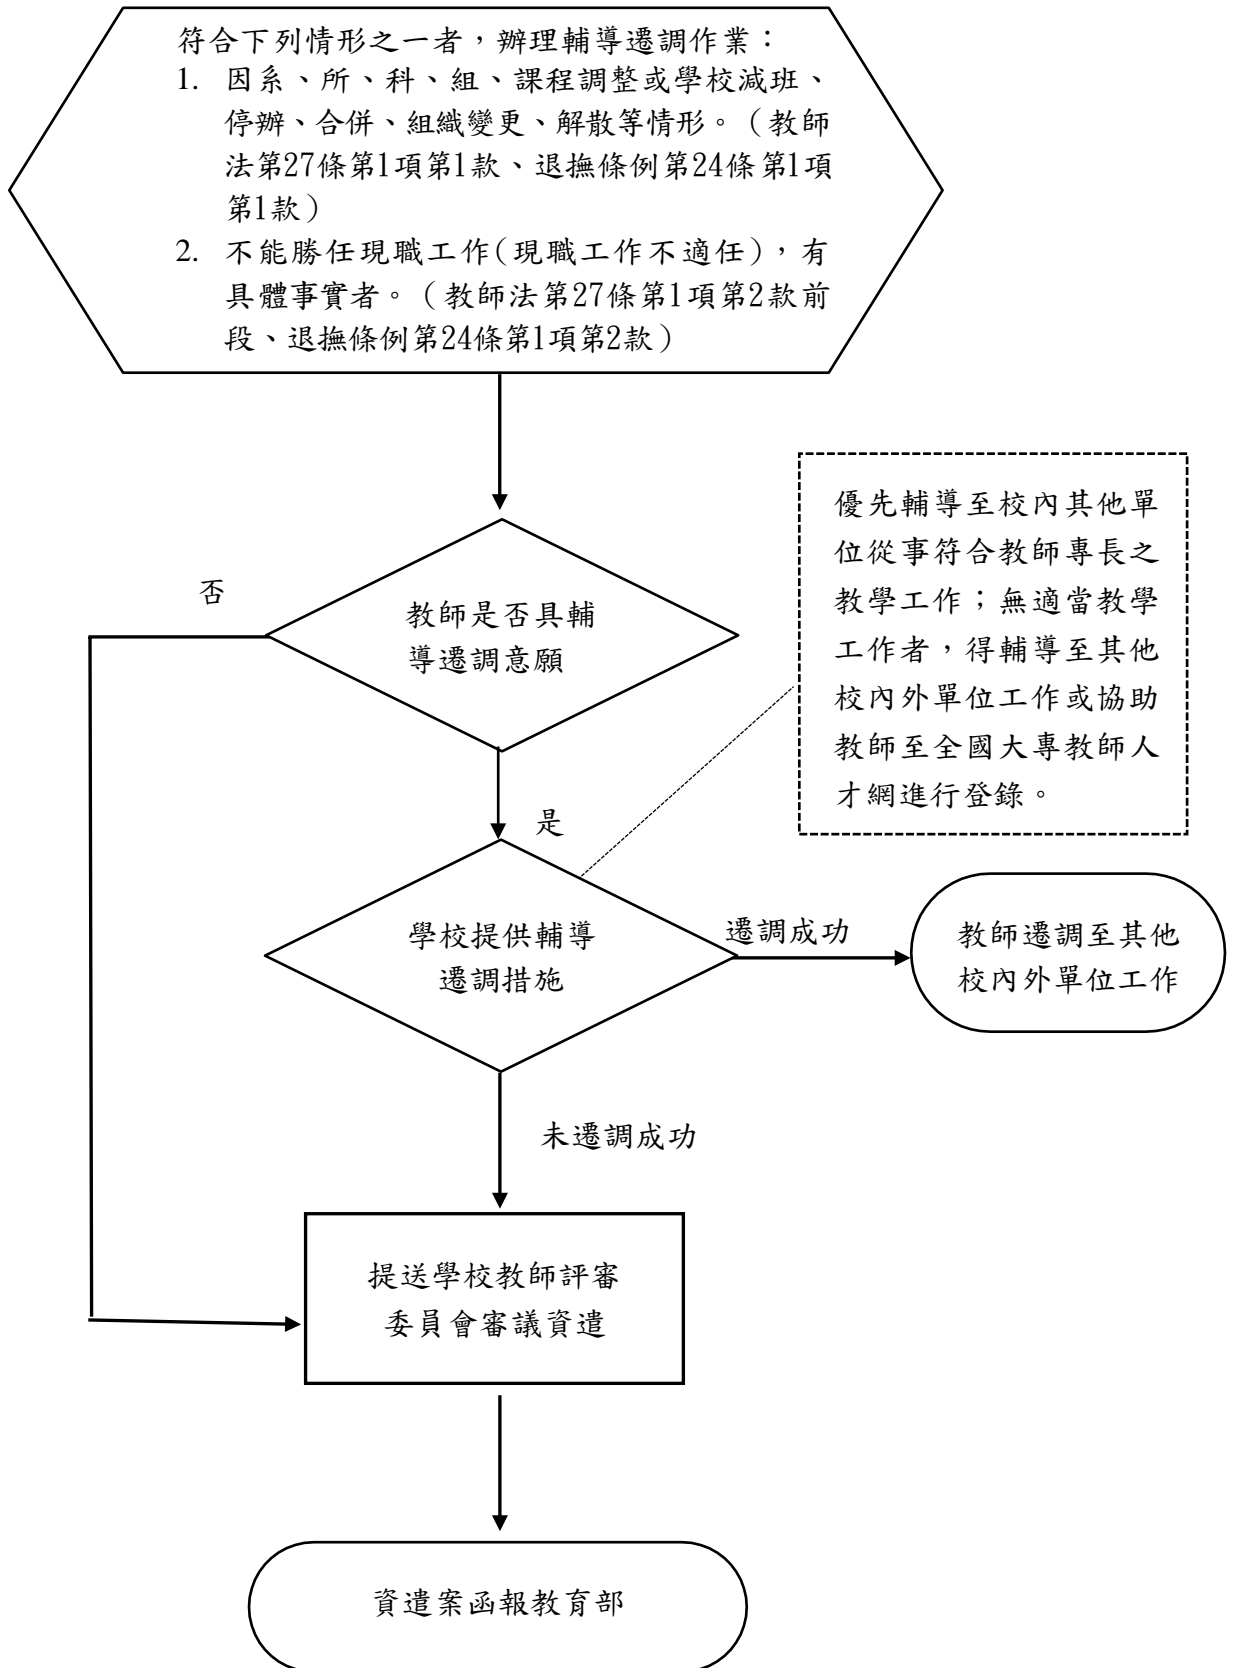 符合下列情形之一者，辦理輔導遷調作業：
1. 因系、所、科、組、課程調整或學校減班、
停辦、合併、組織變更、解散等情形。（教師
法第27條第1項第1款、退撫條例第24條第1項
第1款）
2. 不能勝任現職工作(現職工作不適任)，有
具體事實者。（教師法第27條第1項第2款前
段、退撫條例第24條第1項第2款）
優先輔導至校內其他單
位從事符合教師專長之
教學工作；無適當教學
工作者，得輔導至其他
校內外單位工作或協助
教師至全國大專教師人
才網進行登錄。
否
教師是否具輔
導遷調意願
是
學校提供輔導
遷調措施
遷調成功
教師遷調至其他
校內外單位工作
未遷調成功
提送學校教師評審
委員會審議資遣
資遣案函報教育部